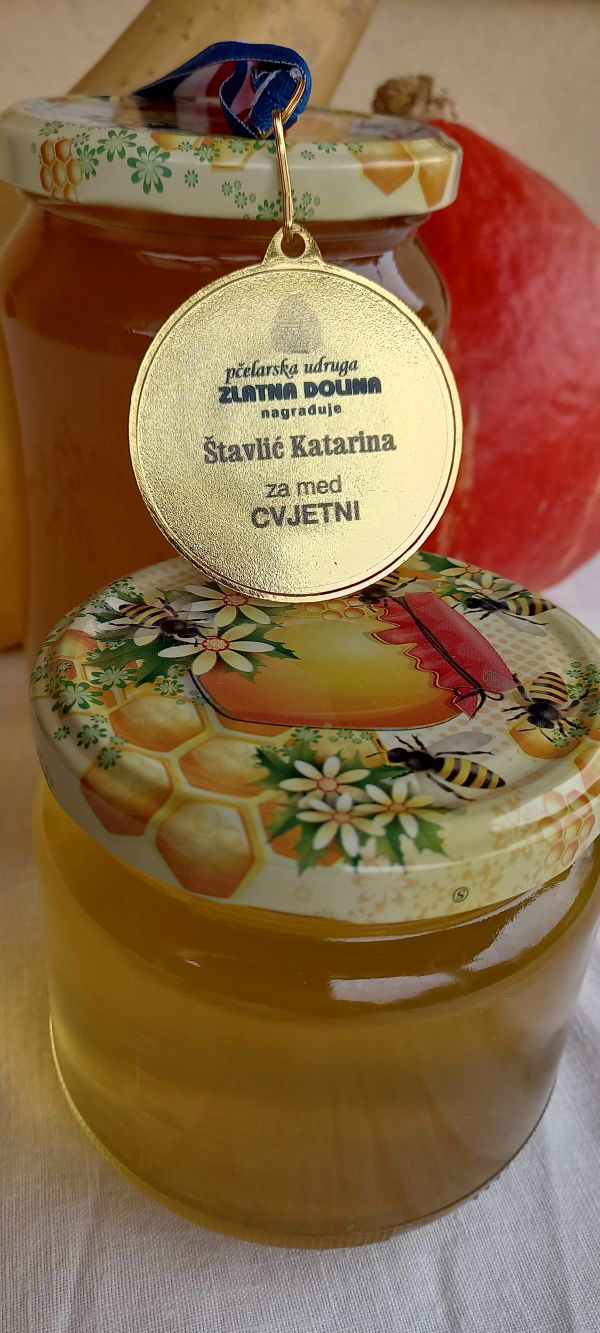 pčelarska udruga
ZLATNA DOLINA
nagrađuje
Štavlić Katarina
za med
CVJETNI